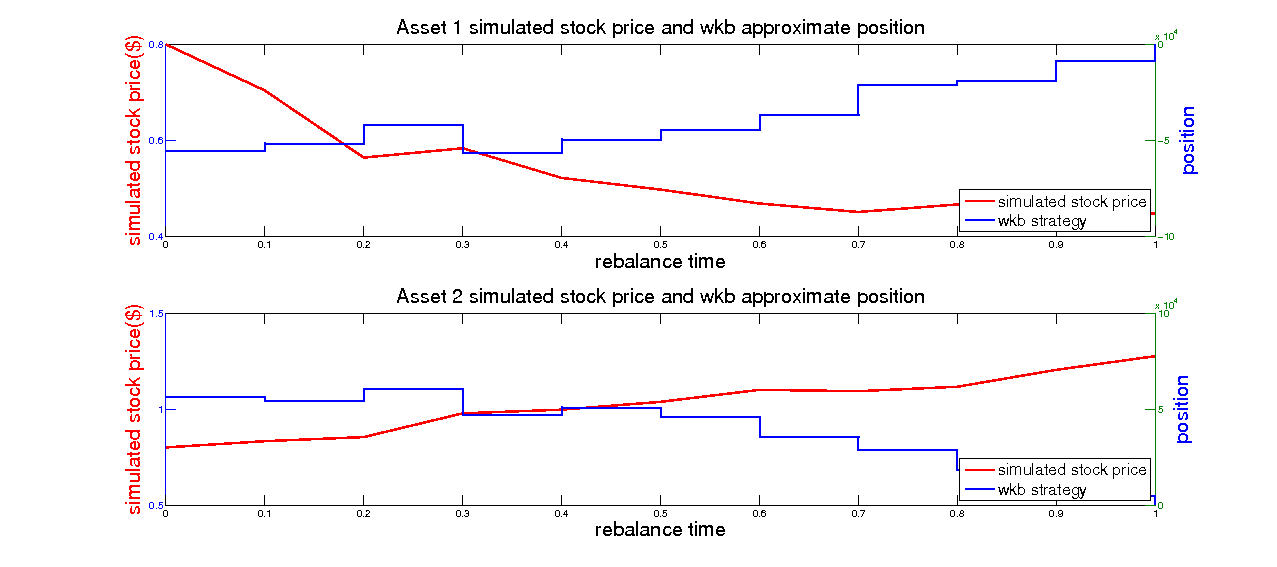 Asset 1 simulated stock price and wkb approximate position
x 10^4
simulated stock price($)
0.8
0.6
0.4
0
−5
−10
position
simulated stock price
wkb strategy
0 0.1 0.2 0.3 0.4 0.5 0.6 0.7 0.8 0.9 1
rebalance time
Asset 2 simulated stock price and wkb approximate position
x 10^4
simulated stock price($)
1.5
1
0.5
10
5
0
position
simulated stock price
wkb strategy
0 0.1 0.2 0.3 0.4 0.5 0.6 0.7 0.8 0.9 1
rebalance time